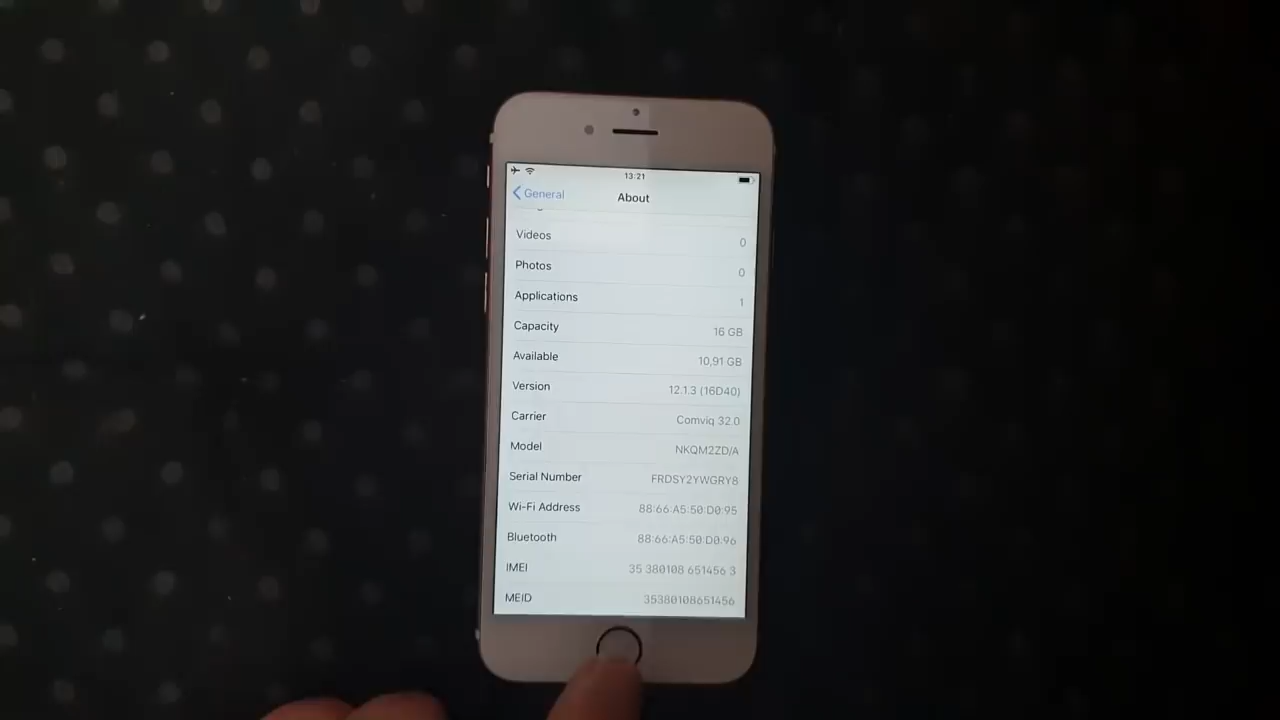 13:21
General About
Videos 0
Photos 0
Applications 1
Capacity 16 GB
Available 10,91 GB
Version 12.1.3 (16D40)
Carrier Comviq 32.0
Model NKQM2ZD/A
Serial Number FRDSY2YWGRY8
Wi-Fi Address 88:66:A5:50:D0:95
Bluetooth 88:66:A5:50:D0:96
IMEI 35 380108 651456 3
MEID 35380108651456